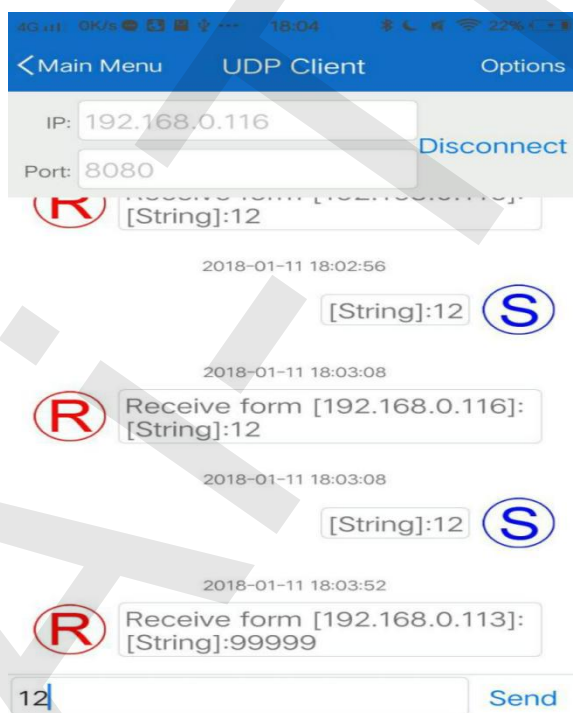 4G 0K/s ··· 18:04 22%
Main Menu UDP Client Options
IP: 192.168.0.116
Disconnect
Port: 8080
R
[String]:12
2018-01-11 18:02:56
[String]:12 S
2018-01-11 18:03:08
R Receive form [192.168.0.116]:
[String]:12
2018-01-11 18:03:08
[String]:12 S
2018-01-11 18:03:52
R Receive form [192.168.0.113]:
[String]:99999
12 Send